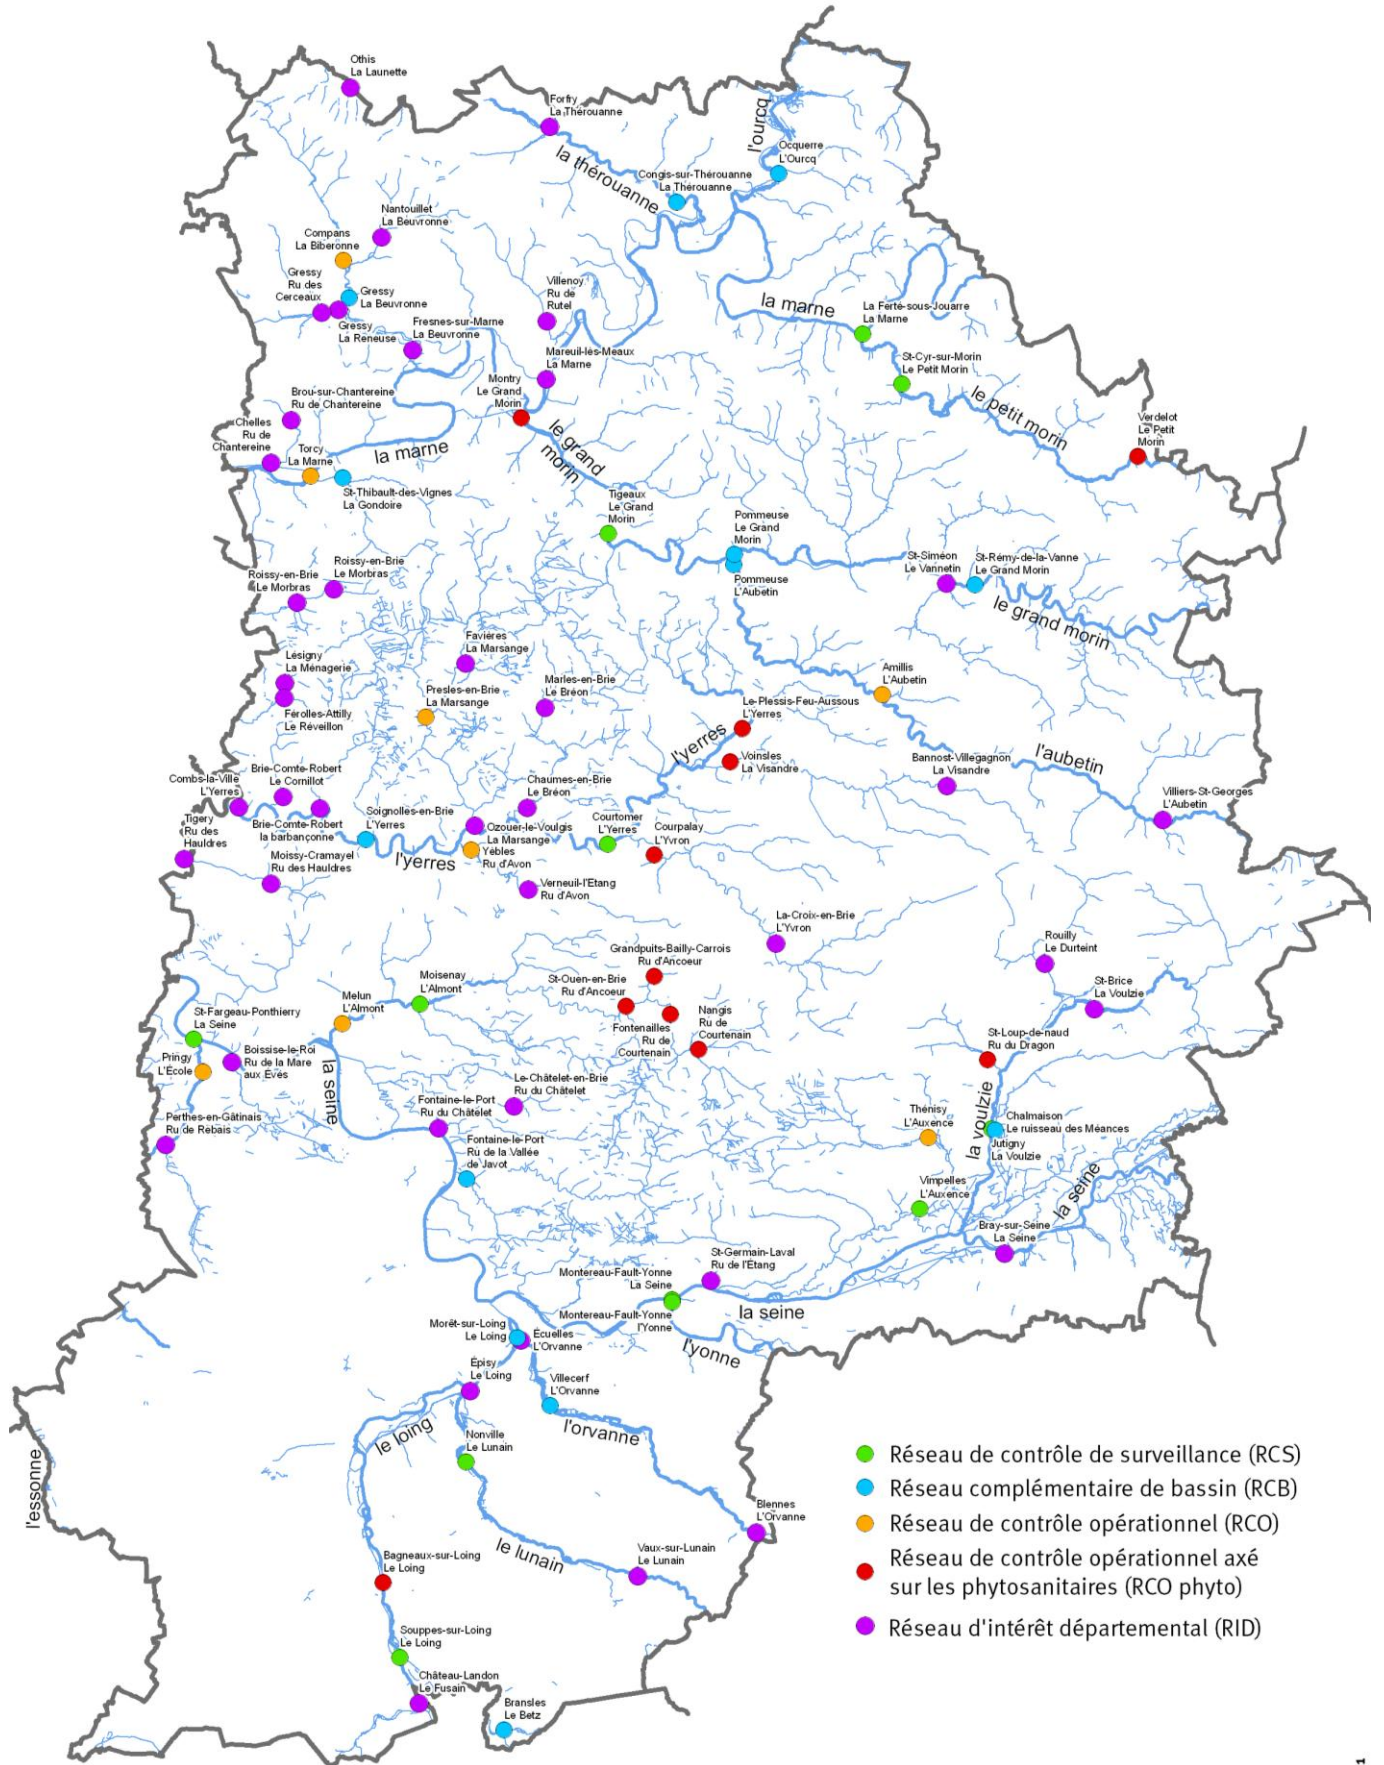 Othis
La Launette
Forfry
La Thérouanne
l'ourcq
la thérouanne
Ocquerre
L'Ourcq
Congis-sur-Thérouanne
La Thérouanne
Nantouillet
La Beuvronne
Compans
La Biberonne
Gressy
Ru des
Cerceaux
Gressy
La Beuvronne
Gressy
La Reneuse
Fresnes-sur-Marne
La Beuvronne
Villenoy
Ru de
Rutel
la marne
La Ferté-sous-Jouarre
La Marne
St-Cyr-sur-Morin
Le Petit Morin
Mareuil-lès-Meaux
La Marne
Montry
Le Grand
Morin
le petit morin
Verdelot
Le Petit
Morin
Brou-sur-Chantereine
Ru de Chantereine
Chelles
Ru de
Chantereine
Torcy
La Marne
la marne
le grand
morin
St-Thibault-des-Vignes
La Gondoire
Tigeaux
Le Grand
Morin
Pommeuse
Le Grand
Morin
Pommeuse
L'Aubetin
St-Siméon
Le Vannetin
St-Rémy-de-la-Vanne
Le Grand Morin
le grand morin
Roissy-en-Brie
Le Morbras
Roissy-en-Brie
Le Morbras
Favières
La Marsange
Lésigny
La Ménagerie
Férolles-Attilly
Le Réveillon
Presles-en-Brie
La Marsange
Marles-en-Brie
Le Bréon
Amillis
L'Aubetin
Le-Plessis-Feu-Aussous
L'Yerres
l'yerres
Voinsles
La Visandre
Bannost-Villegagnon
La Visandre
l'aubetin
Villiers-St-Georges
L'Aubetin
Combs-la-Ville
L'Yerres
Brie-Comte-Robert
Le Cornillot
Brie-Comte-Robert
la barbançonne
Soignolles-en-Brie
L'Yerres
Chaumes-en-Brie
Le Bréon
Ozouer-le-Voulgis
La Marsange
Yèbles
Ru d'Avon
Courtomer
L'Yerres
Courpalay
L'Yvron
Tigery
Ru des
Hauldres
Moissy-Cramayel
Ru des Hauldres
l'yerres
Verneuil-l'Etang
Ru d'Avon
La-Croix-en-Brie
L'Yvron
Grandpuits-Bailly-Carrois
Ru d'Ancoeur
St-Ouen-en-Brie
Ru d'Ancoeur
Fontenailles
Ru de
Courtenain
Nangis
Ru de
Courtenain
Rouilly
Le Durteint
St-Brice
La Voulzie
St-Loup-de-naud
Ru du Dragon
Moisenay
L'Almont
Melun
L'Almont
St-Fargeau-Ponthierry
La Seine
Pringy
L'École
Boissise-le-Roi
Ru de la Mare
aux Evés
la seine
Perthes-en-Gâtinais
Ru de Rebais
Le-Châtelet-en-Brie
Ru du Châtelet
Fontaine-le-Port
Ru du Châtelet
Fontaine-le-Port
Ru de la Vallée
de Javot
Thénisy
L'Auxence
la voulzie
Chalmaison
Le ruisseau des Méances
Jutigny
La Voulzie
Vimpelles
L'Auxence
la seine
Bray-sur-Seine
La Seine
St-Germain-Laval
Ru de l'Étang
Montereau-Fault-Yonne
La Seine
Montereau-Fault-Yonne
l'Yonne
la seine
l'yonne
Morêt-sur-Loing
Le Loing
Écuelles
L'Orvanne
Épisy
Le Loing
Villecerf
L'Orvanne
l'orvanne
le loing
Nonville
Le Lunain
l'essonne
Blennes
L'Orvanne
le lunain
Vaux-sur-Lunain
Le Lunain
Bagneaux-sur-Loing
Le Loing
Souppes-sur-Loing
Le Loing
Château-Landon
Le Fusain
Bransles
Le Betz
Réseau de contrôle de surveillance (RCS)
Réseau complémentaire de bassin (RCB)
Réseau de contrôle opérationnel (RCO)
Réseau de contrôle opérationnel axé
sur les phytosanitaires (RCO phyto)
Réseau d'intérêt départemental (RID)
1